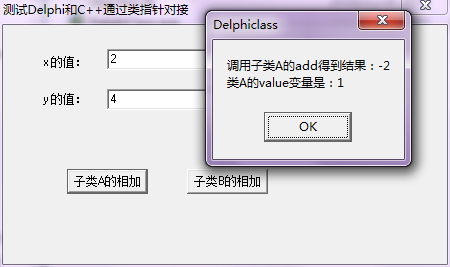 测试Delphi和C++通过类指针对接
x的值：
2
y的值：
4
子类A的相加
子类B的相加
Delphiclass
调用子类A的add得到结果：-2
类A的value变量是：1
OK